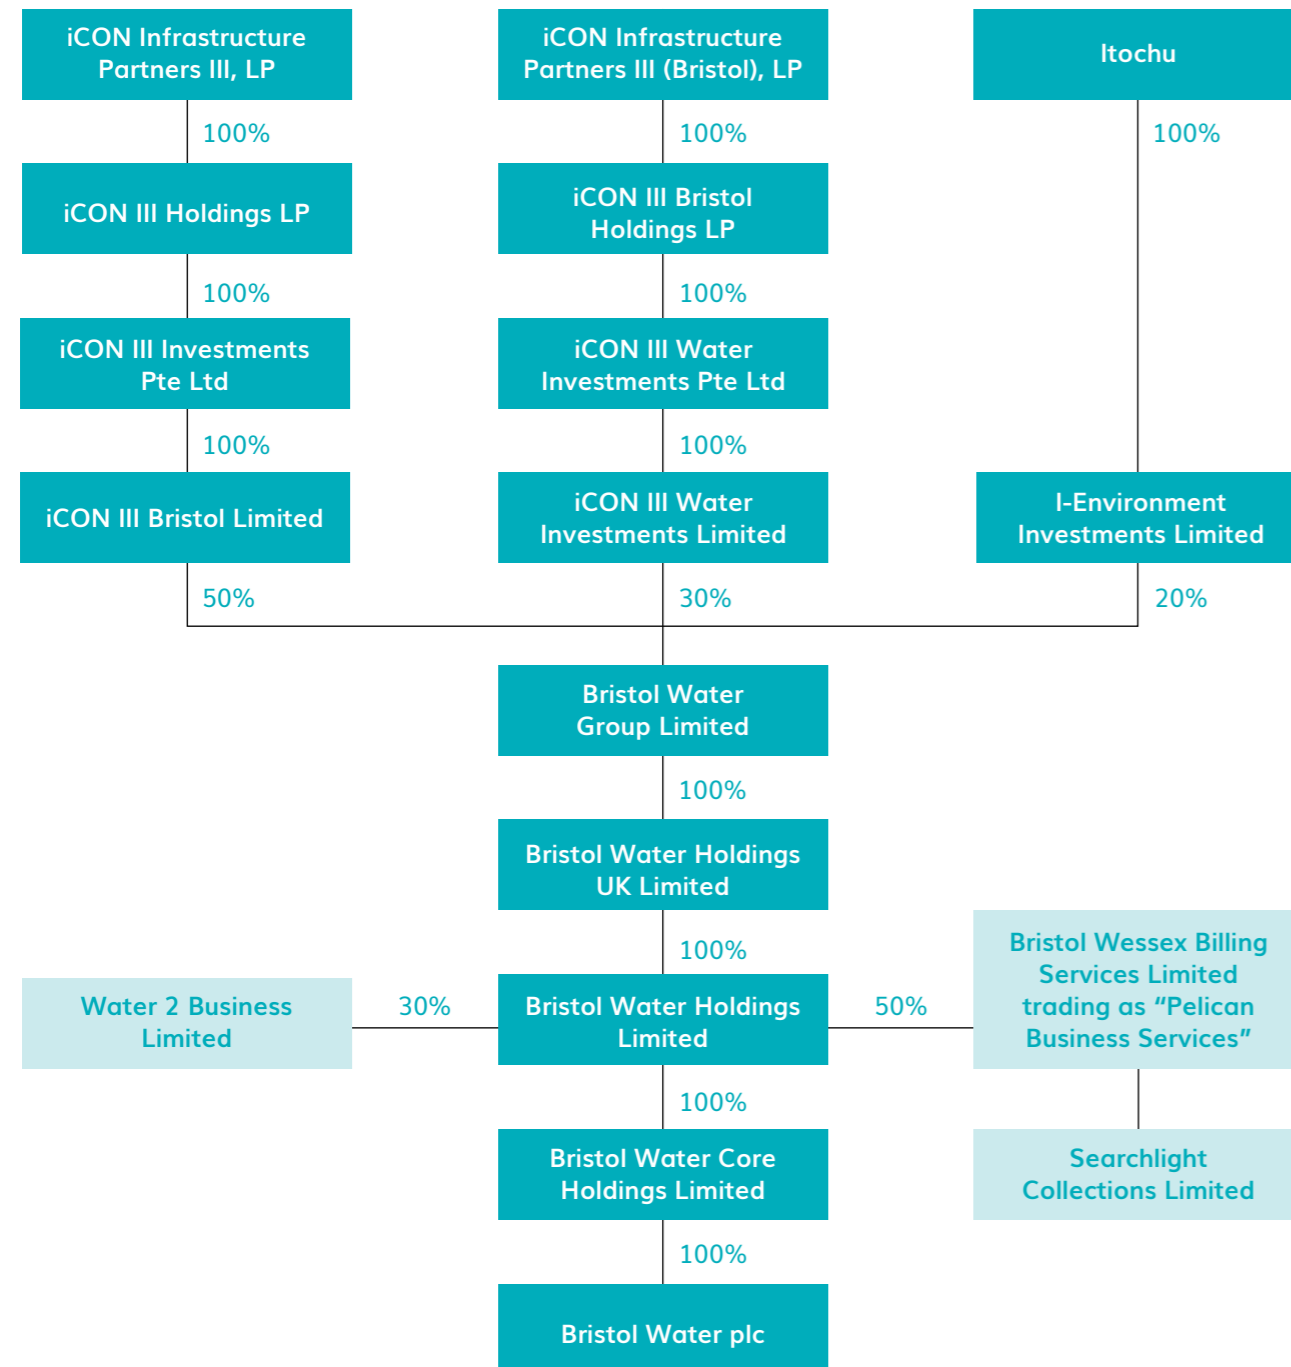 iCON Infrastructure
Partners III, LP
iCON Infrastructure
Partners III (Bristol), LP
Itochu
100%
100%
100%
iCON III Holdings LP
iCON III Bristol
Holdings LP
100%
100%
iCON III Investments
Pte Ltd
iCON III Water
Investments Pte Ltd
100%
100%
iCON III Bristol Limited
iCON III Water
Investments Limited
I-Environment
Investments Limited
50%
30%
20%
Bristol Water
Group Limited
100%
Bristol Water Holdings
UK Limited
100%
Water 2 Business
Limited
30%
Bristol Water Holdings
Limited
50%
Bristol Wessex Billing
Services Limited
trading as “Pelican
Business Services”
100%
Bristol Water Core
Holdings Limited
Searchlight
Collections Limited
100%
Bristol Water plc